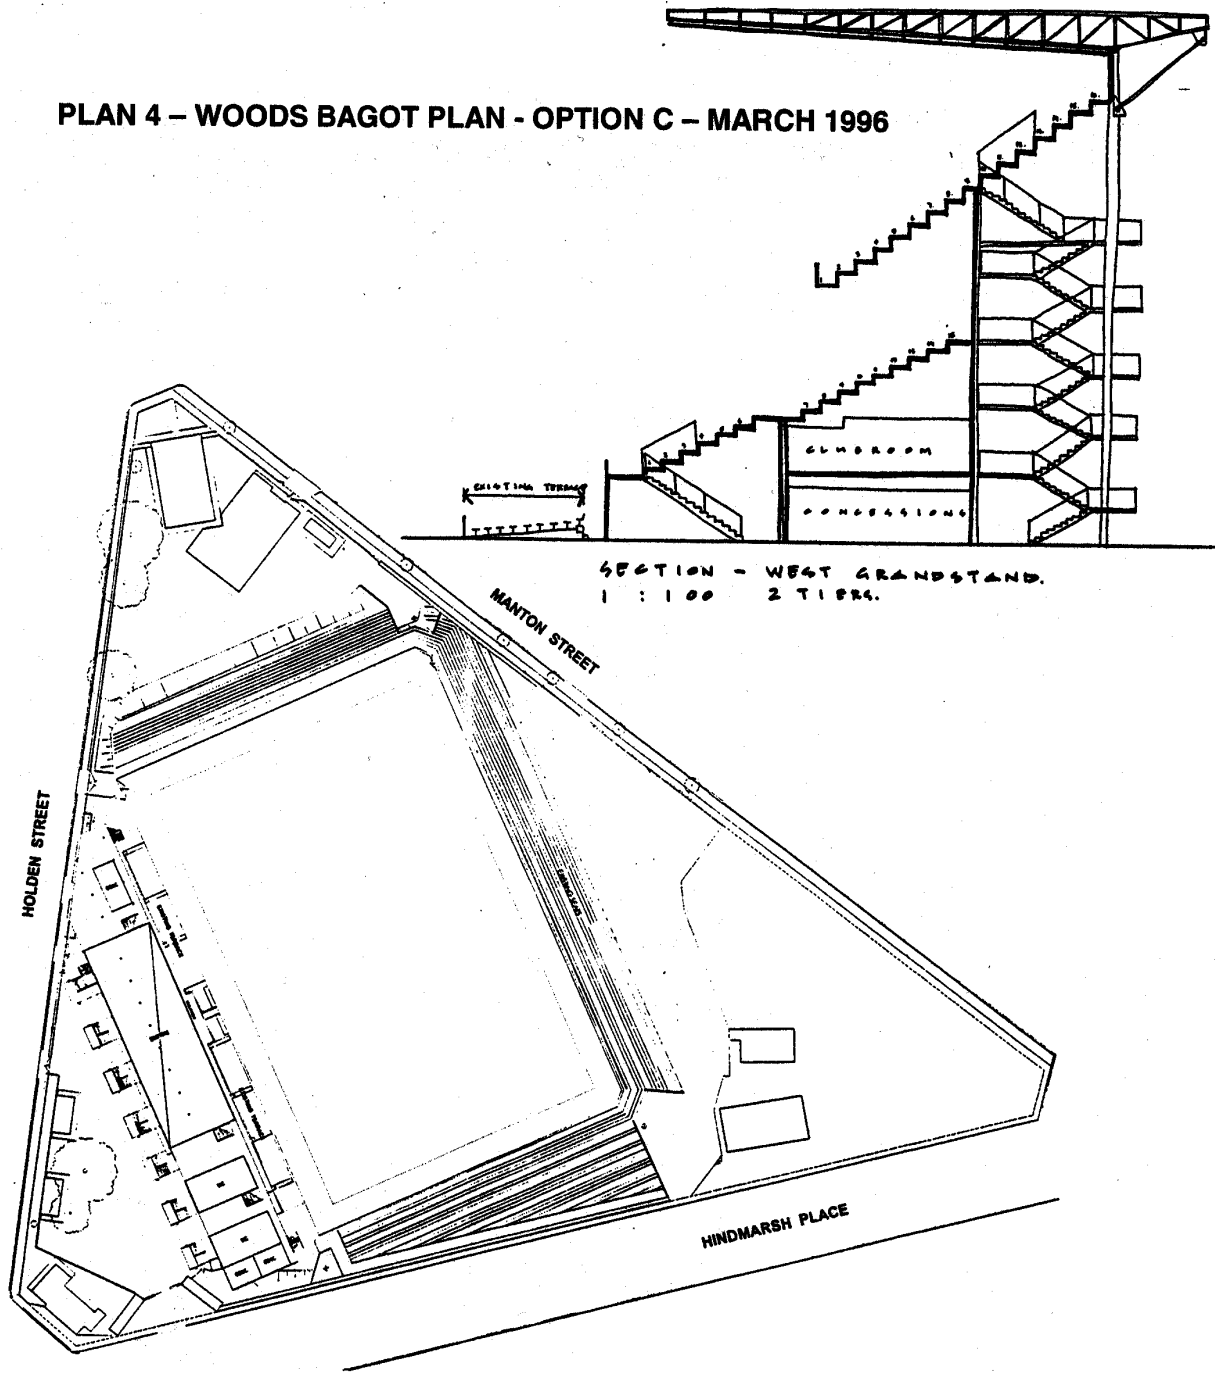 PLAN 4 – WOODS BAGOT PLAN - OPTION C – MARCH 1996
CLUBROOM
EXISTING TERRACE
CONCESSIONS
SECTION - WEST GRANDSTAND.
1 : 100 2 TIERS.
MANTON STREET
HOLDEN STREET
HINDMARSH PLACE